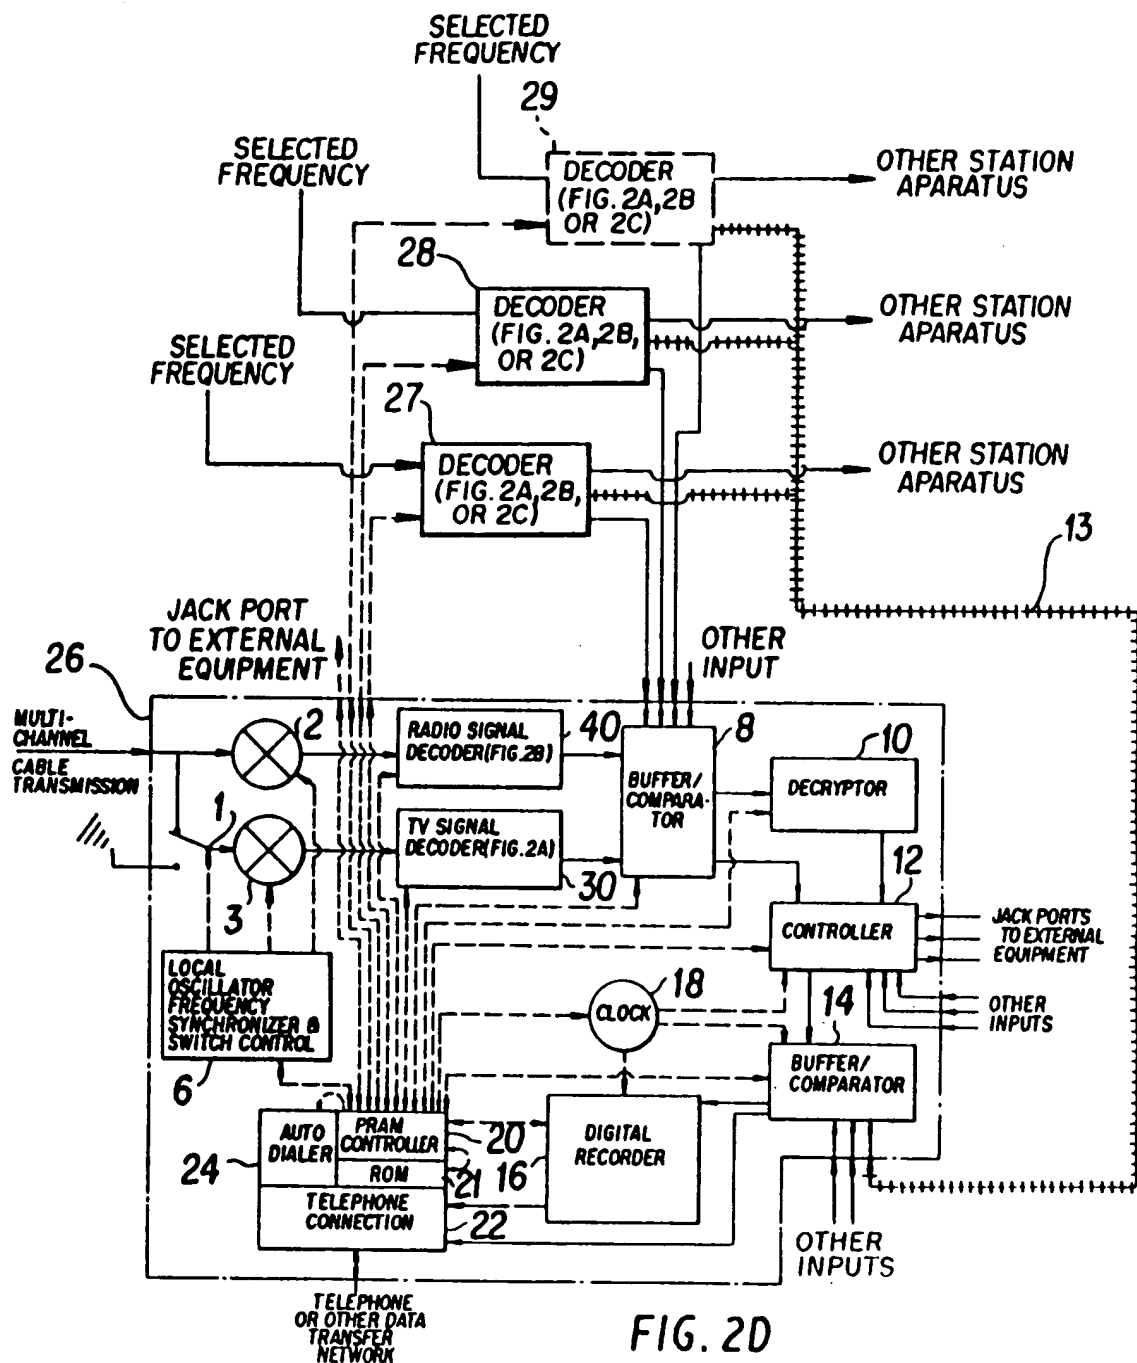 SELECTED
FREQUENCY
29
SELECTED
FREQUENCY
DECODER
(FIG. 2A, 2B
OR 2C)
OTHER STATION
APARATUS
28
SELECTED
FREQUENCY
DECODER
(FIG. 2A, 2B,
OR 2C)
OTHER STATION
APARATUS
27
DECODER
(FIG. 2A, 2B,
OR 2C)
OTHER STATION
APARATUS
13
JACK PORT
TO EXTERNAL
EQUIPMENT
OTHER
INPUT
26
MULTI-
CHANNEL
CABLE
TRANSMISSION
2
RADIO SIGNAL
DECODER (FIG. 2B)
40
8
BUFFER/
COMPARA-
TOR
10
DECRYPTOR
1
3
TV SIGNAL
DECODER (FIG. 2A)
30
12
CONTROLLER
JACK PORTS
TO EXTERNAL
EQUIPMENT
OTHER
INPUTS
LOCAL
OSCILLATOR
FREQUENCY
SYNCHRONIZER &
SWITCH CONTROL
6
CLOCK
18
14
BUFFER/
COMPARATOR
AUTO
DIALER
24
PRAM
CONTROLLER
20
ROM
21
TELEPHONE
CONNECTION
22
16
DIGITAL
RECORDER
OTHER
INPUTS
TELEPHONE
OR OTHER DATA
TRANSFER
NETWORK
FIG. 2D